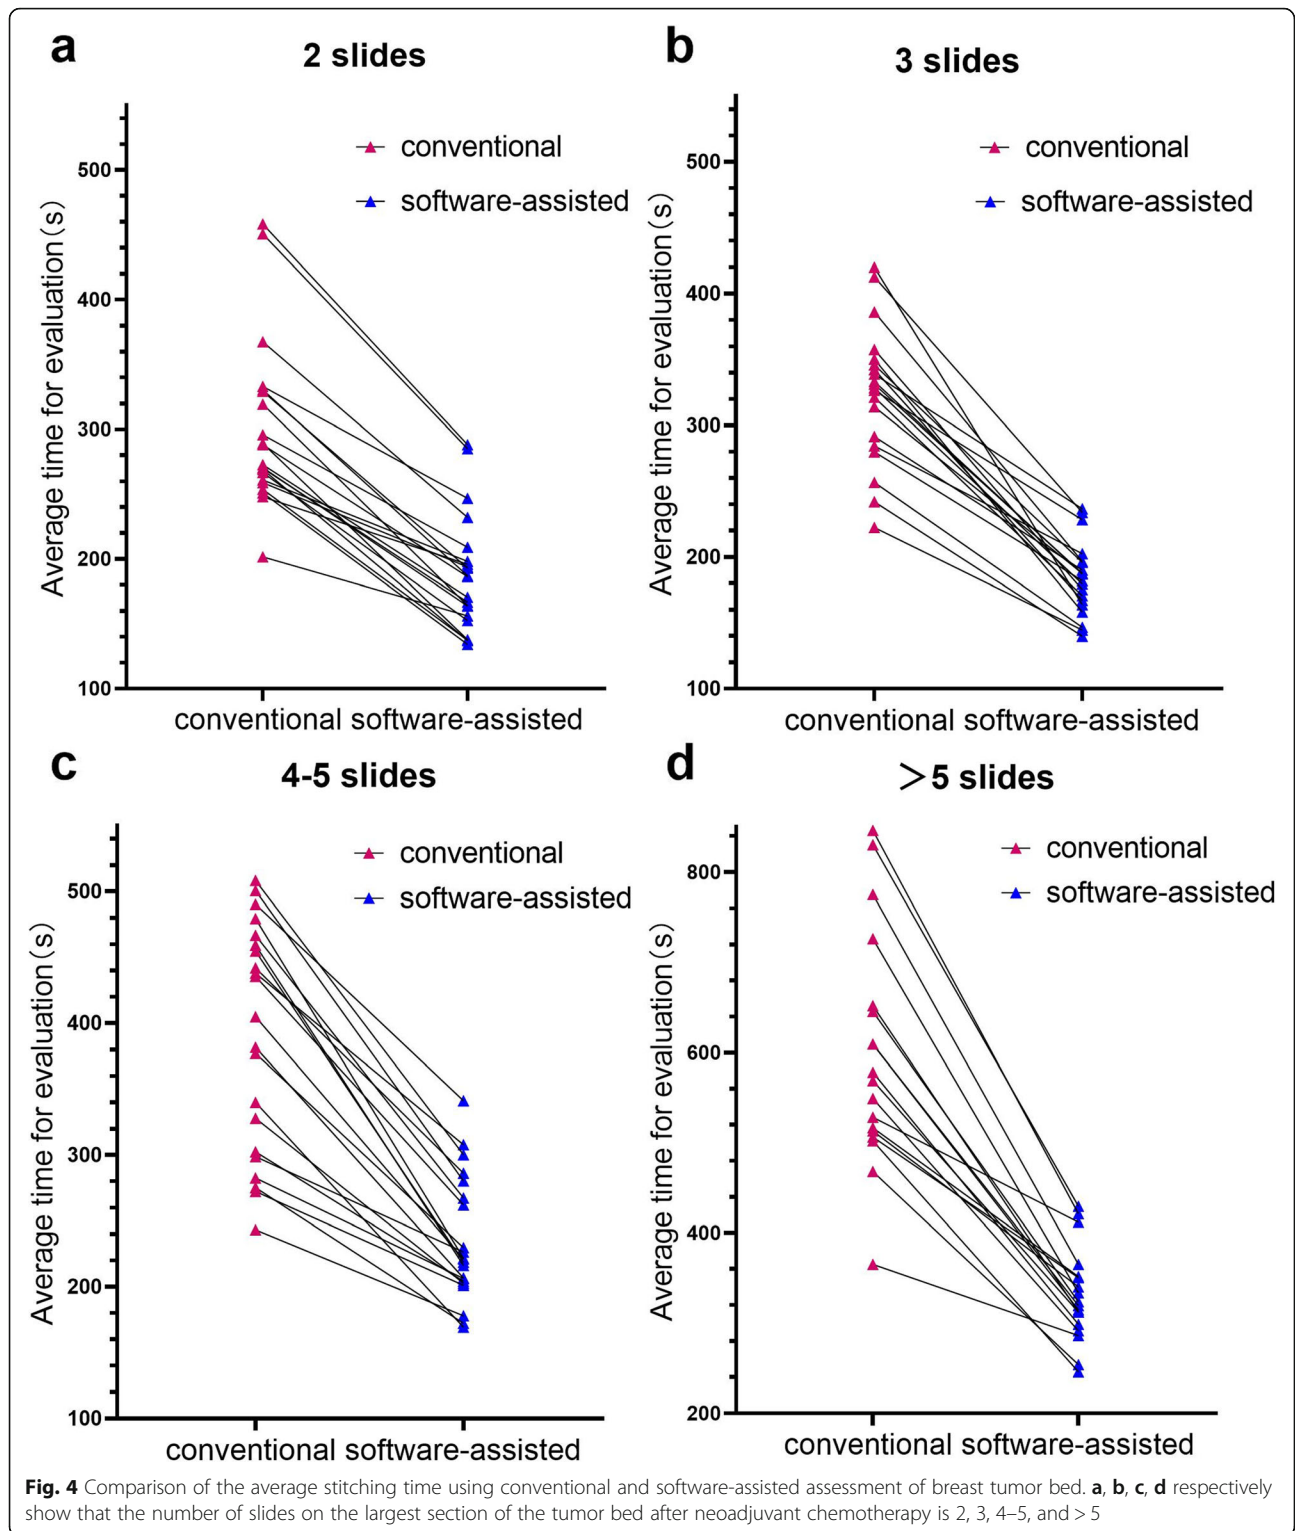 a
2 slides
conventional
software-assisted
Average time for evaluation(s)
500
400
300
200
100
conventional software-assisted
b
3 slides
conventional
software-assisted
Average time for evaluation(s)
500
400
300
200
100
conventional software-assisted
c
4-5 slides
conventional
software-assisted
Average time for evaluation(s)
500
400
300
200
100
conventional software-assisted
d
>5 slides
conventional
software-assisted
Average time for evaluation(s)
800
600
400
200
conventional software-assisted
Fig. 4 Comparison of the average stitching time using conventional and software-assisted assessment of breast tumor bed. a, b, c, d respectively
show that the number of slides on the largest section of the tumor bed after neoadjuvant chemotherapy is 2, 3, 4–5, and > 5